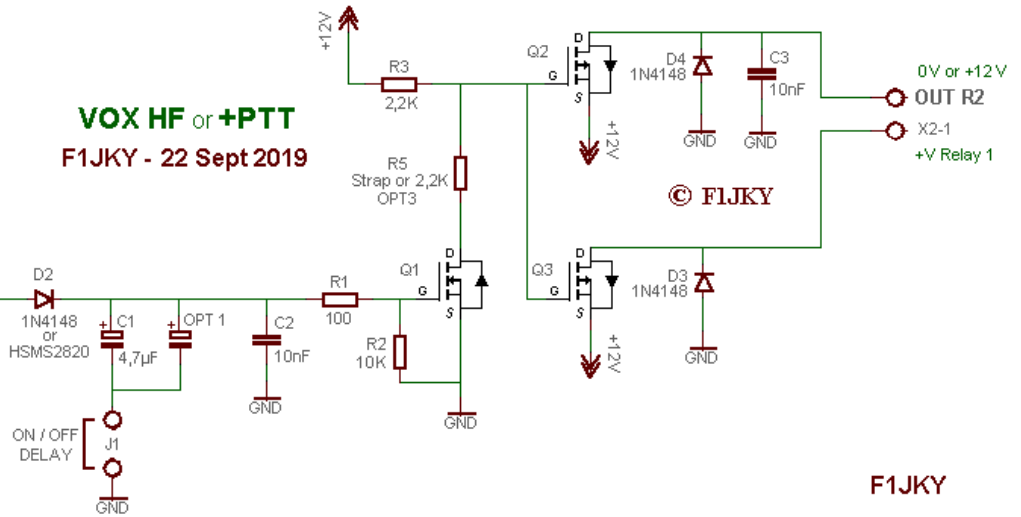 +12V
R3
2,2K
VOX HF or +PTT
F1JKY - 22 Sept 2019
R5
Strap or 2,2K
OPT3
Q2
D
G
S
+12V
D4
1N4148
GND
C3
10nF
GND
0V or +12V
OUT R2
X2-1
+V Relay 1
© F1JKY
D2
1N4148
or
HSMS2820
+
C1
4,7µF
+
OPT 1
C2
10nF
GND
R1
100
R2
10K
Q1
D
G
S
GND
Q3
D
G
S
+12V
D3
1N4148
GND
ON / OFF
DELAY
J1
GND
F1JKY